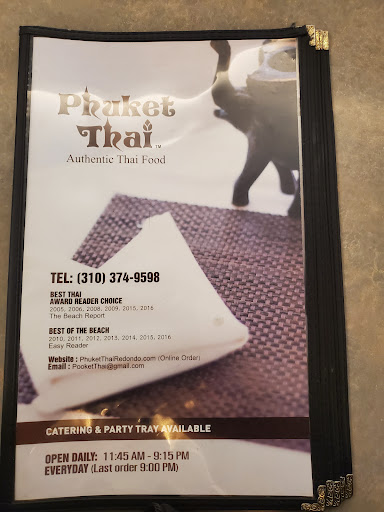 Phuket
Thai TM
Authentic Thai Food
TEL: (310) 374-9598
BEST THAI
AWARD READER CHOICE
2005, 2006, 2008, 2009, 2015, 2016
The Beach Report
BEST OF THE BEACH
2010, 2011, 2012, 2013, 2014, 2015, 2016
Easy Reader
Website : PhuketThaiRedondo.com (Online Order)
Email : PooketThai@gmail.com
CATERING & PARTY TRAY AVAILABLE
OPEN DAILY: 11:45 AM - 9:15 PM
EVERYDAY (Last order 9:00 PM)